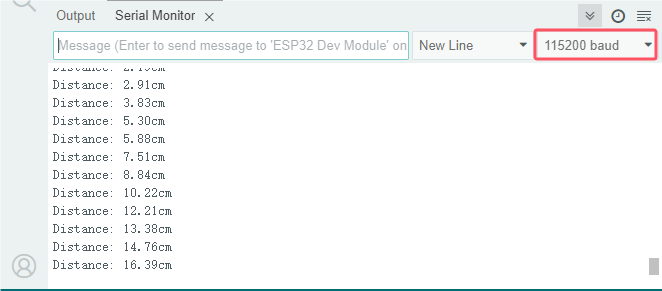 Output
Serial Monitor
Message (Enter to send message to 'ESP32 Dev Module' on
New Line
115200 baud
Distance: 2.19cm
Distance: 2.91cm
Distance: 3.83cm
Distance: 5.30cm
Distance: 5.88cm
Distance: 7.51cm
Distance: 8.84cm
Distance: 10.22cm
Distance: 12.21cm
Distance: 13.38cm
Distance: 14.76cm
Distance: 16.39cm